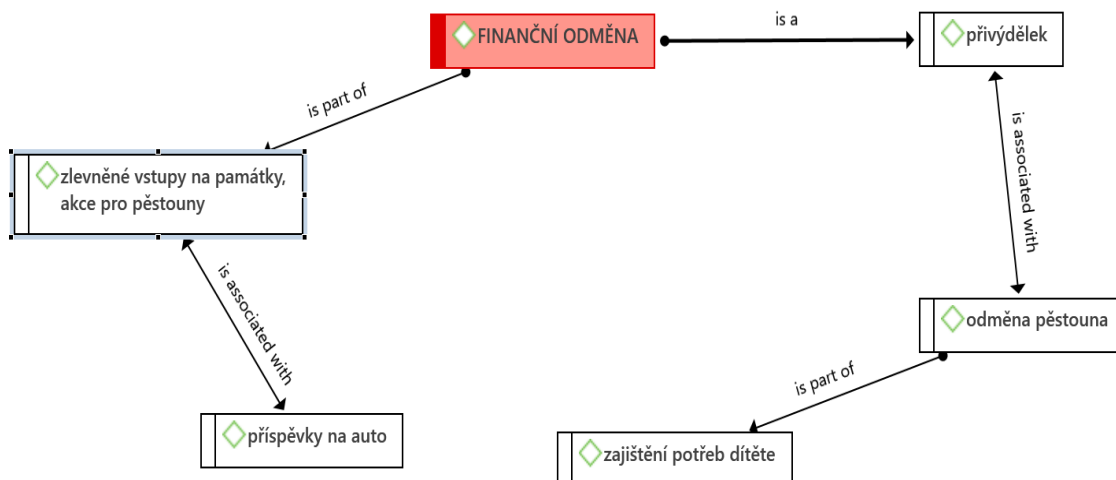 FINANČNÍ ODMĚNA
is a
přivýdělek
is part of
zlevněné vstupy na památky,
akce pro pěstouny
is associated with
is associated with
odměna pěstouna
is part of
příspěvky na auto
zajištění potřeb dítěte